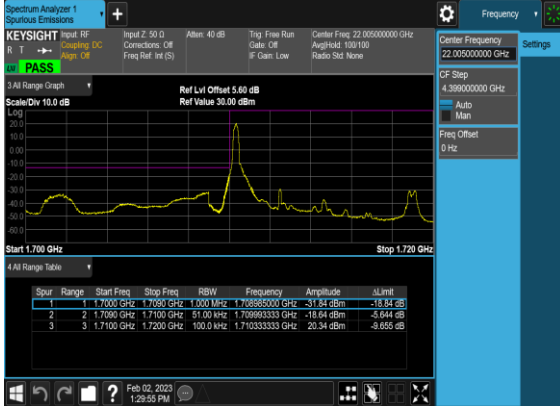 Spectrum Analyzer 1
Spurious Emissions
+
Frequency
KEYSIGHT
R T
LXI
PASS
Input: RF
Coupling: DC
Align: Off
Input Z: 50 Ω
Corrections: Off
Freq Ref: Int (S)
Atten: 40 dB
Trig: Free Run
Gate: Off
IF Gain: Low
Center Freq: 22.005000000 GHz
Avg|Hold: 100/100
Radio Std: None
Center Frequency
22.005000000 GHz
Settings
CF Step
4.399000000 GHz
Auto
Man
Freq Offset
0 Hz
3.All Range Graph
Scale/Div 10.0 dB
Ref Lvl Offset 5.60 dB
Ref Value 30.00 dBm
Log
20.0
10.0
0.00
-10.0
-20.0
-30.0
-40.0
-50.0
-60.0
Start 1.700 GHz
Stop 1.720 GHz
4.All Range Table
Spur Range Start Freq Stop Freq RBW Frequency Amplitude ΔLimit
1 1 1.7000 GHz 1.7090 GHz 1.000 MHz 1.708985000 GHz -31.84 dBm -18.84 dB
2 2 1.7090 GHz 1.7100 GHz 51.00 kHz 1.709993333 GHz -18.64 dBm -5.644 dB
3 3 1.7100 GHz 1.7200 GHz 100.0 kHz 1.710333333 GHz 20.34 dBm -9.655 dB
?
Feb 02, 2023
1:29:55 PM